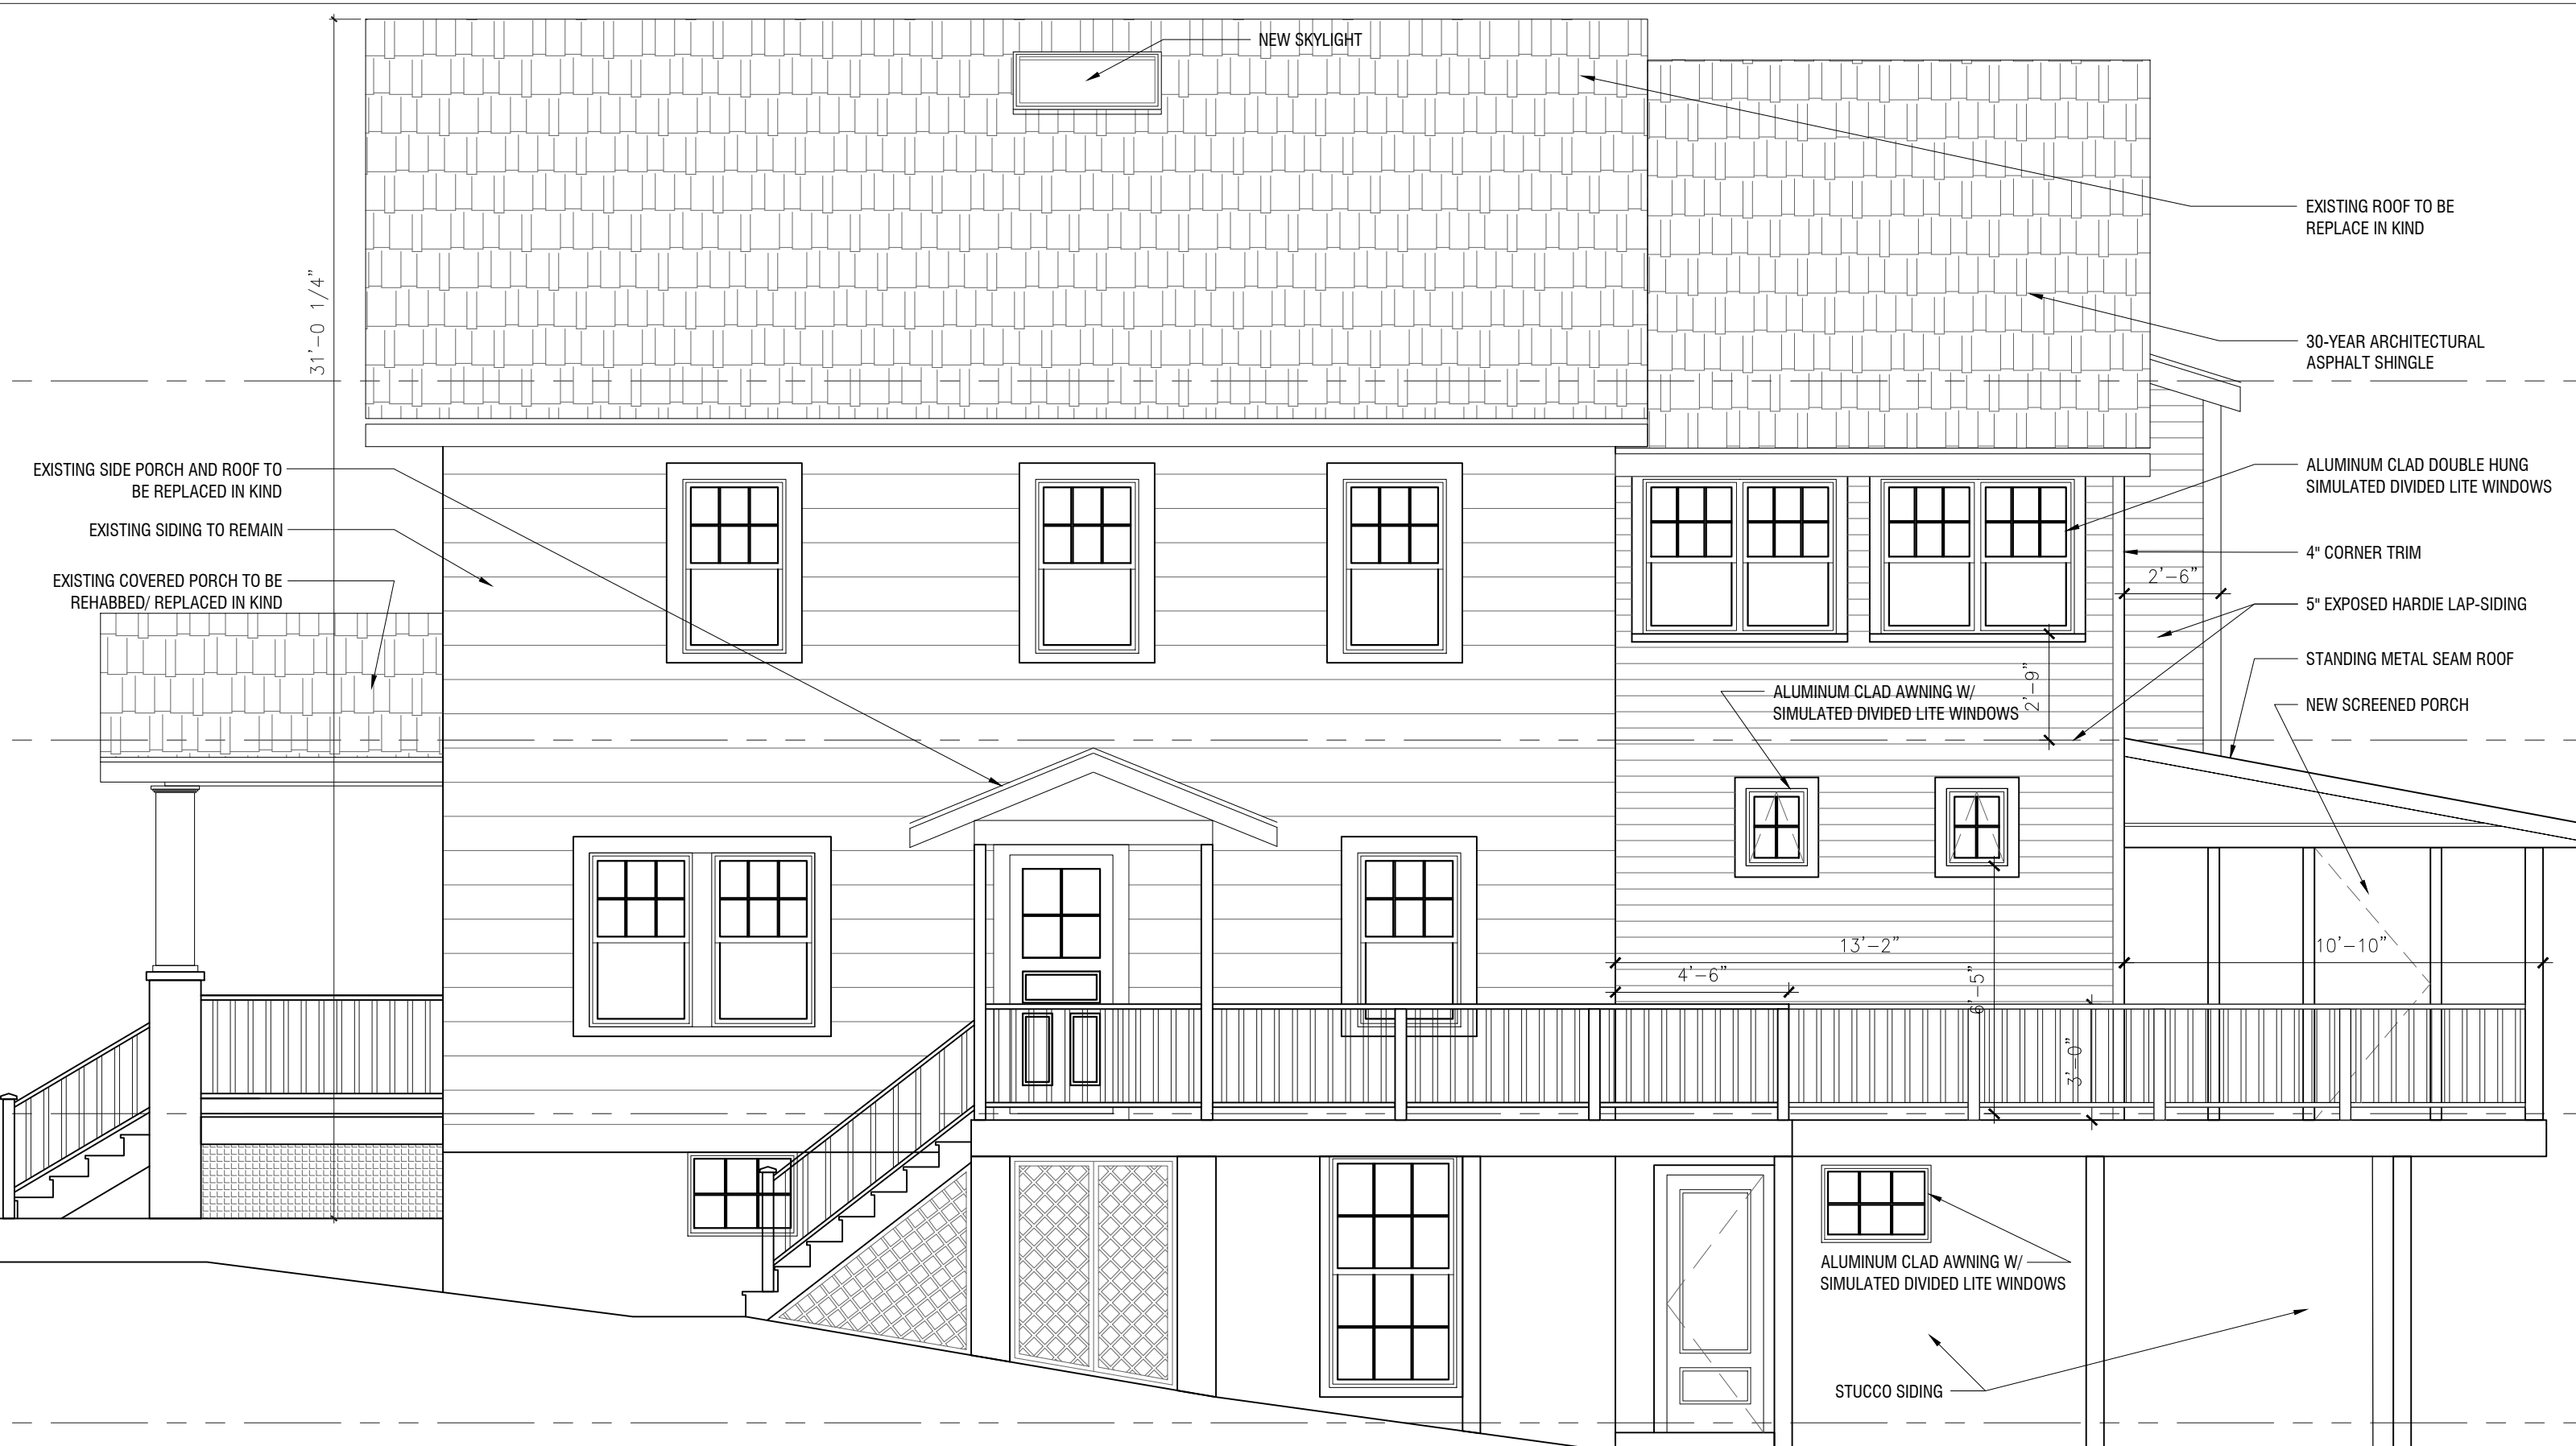 NEW SKYLIGHT
31'-0 1/4"
EXISTING ROOF TO BE
REPLACE IN KIND
30-YEAR ARCHITECTURAL
ASPHALT SHINGLE
EXISTING SIDE PORCH AND ROOF TO
BE REPLACED IN KIND
EXISTING SIDING TO REMAIN
EXISTING COVERED PORCH TO BE
REHABBED/ REPLACED IN KIND
ALUMINUM CLAD DOUBLE HUNG
SIMULATED DIVIDED LITE WINDOWS
4" CORNER TRIM
2'-6"
5" EXPOSED HARDIE LAP-SIDING
STANDING METAL SEAM ROOF
NEW SCREENED PORCH
ALUMINUM CLAD AWNING W/
SIMULATED DIVIDED LITE WINDOWS
2'-9"
13'-2"
10'-10"
4'-6"
6'-5"
3'-0"
ALUMINUM CLAD AWNING W/
SIMULATED DIVIDED LITE WINDOWS
STUCCO SIDING